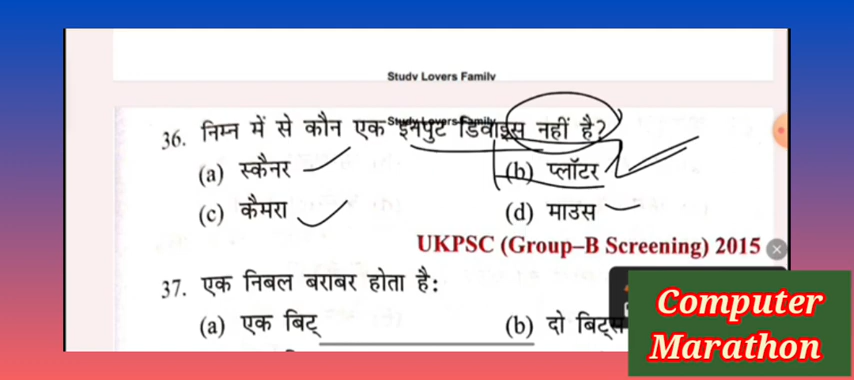 Study Lovers Family
Study Lovers Family
36. निम्न में से कौन एक इनपुट डिवाइस नहीं है?
(a) स्कैनर
(b) प्लॉटर
(c) कैमरा
(d) माउस
UKPSC (Group–B Screening) 2015
37. एक निबल बराबर होता है:
(a) एक बिट्
(b) दो बिट्स
Computer
Marathon